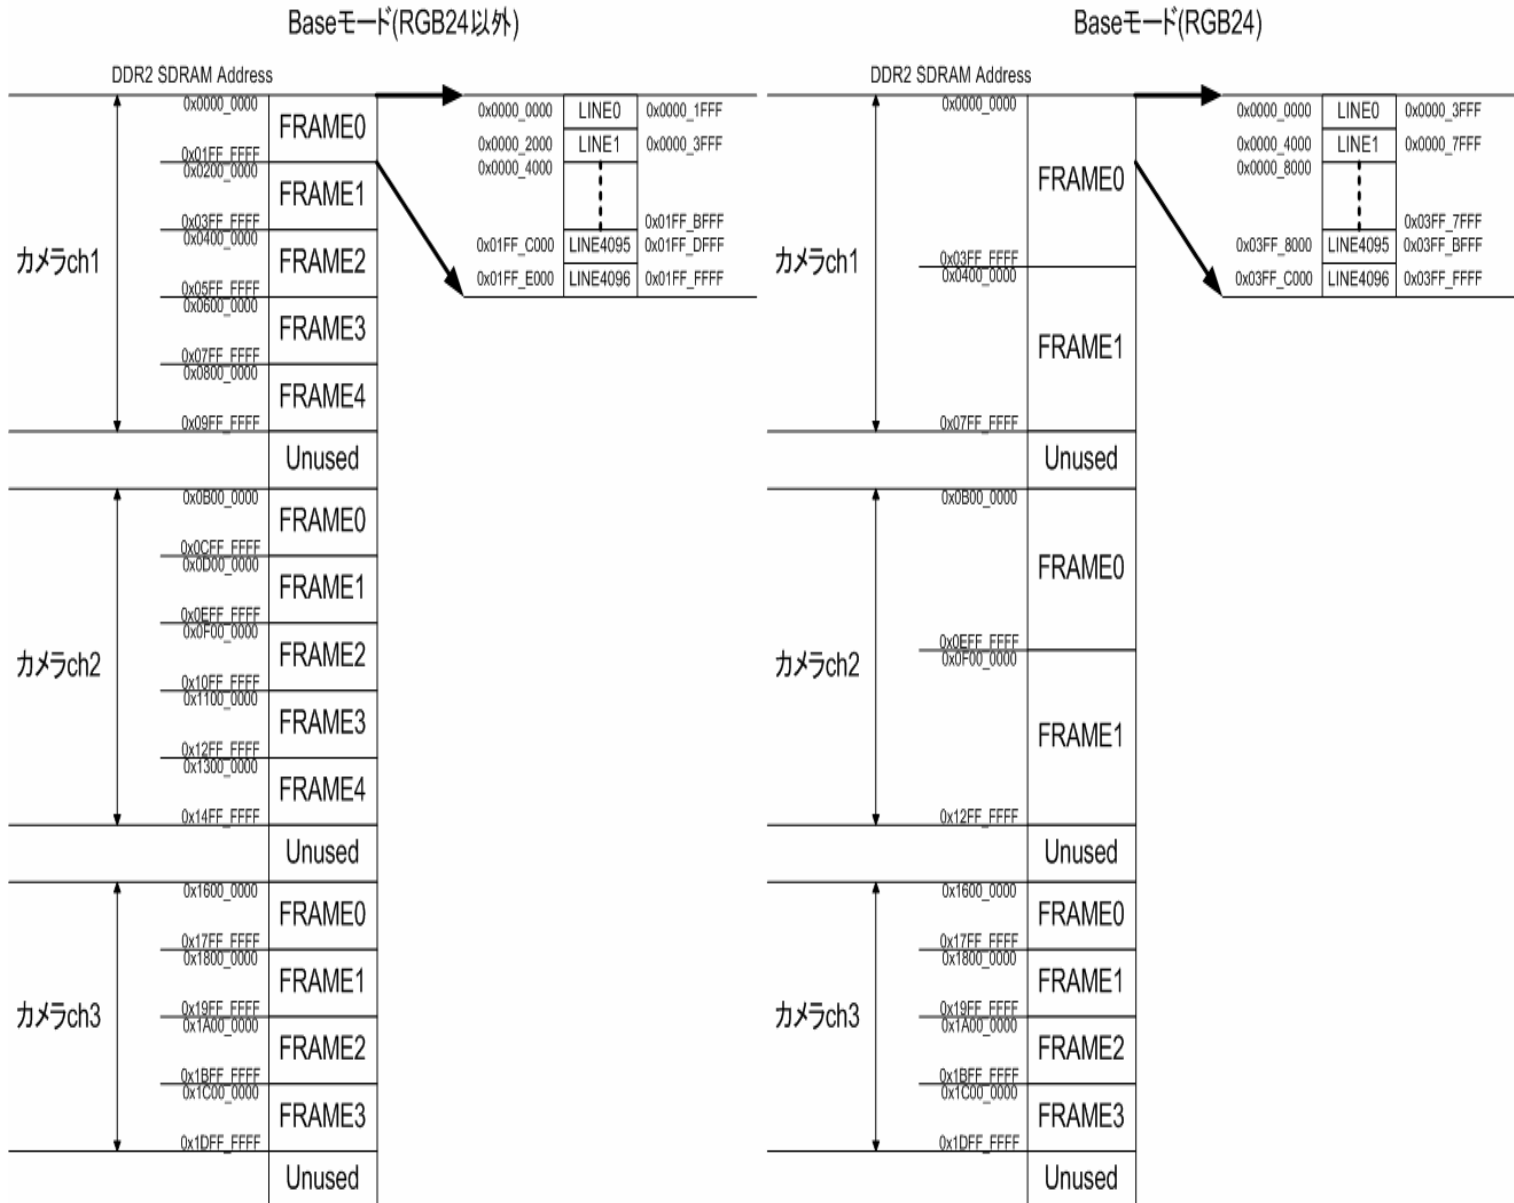 Baseモード(RGB24以外)
DDR2 SDRAM Address
カメラch1
0x0000_0000
FRAME0
0x01FF_FFFF
0x0200_0000
FRAME1
0x03FF_FFFF
0x0400_0000
FRAME2
0x05FF_FFFF
0x0600_0000
FRAME3
0x07FF_FFFF
0x0800_0000
FRAME4
0x09FF_FFFF
Unused
0x0000_0000 LINE0 0x0000_1FFF
0x0000_2000 LINE1 0x0000_3FFF
0x0000_4000
0x01FF_BFFF
0x01FF_C000 LINE4095 0x01FF_DFFF
0x01FF_E000 LINE4096 0x01FF_FFFF
カメラch2
0x0B00_0000
FRAME0
0x0CFF_FFFF
0x0D00_0000
FRAME1
0x0EFF_FFFF
0x0F00_0000
FRAME2
0x10FF_FFFF
0x1100_0000
FRAME3
0x12FF_FFFF
0x1300_0000
FRAME4
0x14FF_FFFF
Unused
カメラch3
0x1600_0000
FRAME0
0x17FF_FFFF
0x1800_0000
FRAME1
0x19FF_FFFF
0x1A00_0000
FRAME2
0x1BFF_FFFF
0x1C00_0000
FRAME3
0x1DFF_FFFF
Unused
Baseモード(RGB24)
DDR2 SDRAM Address
カメラch1
0x0000_0000
FRAME0
0x03FF_FFFF
0x0400_0000
FRAME1
0x07FF_FFFF
Unused
0x0000_0000 LINE0 0x0000_3FFF
0x0000_4000 LINE1 0x0000_7FFF
0x0000_8000
0x03FF_7FFF
0x03FF_8000 LINE4095 0x03FF_BFFF
0x03FF_C000 LINE4096 0x03FF_FFFF
カメラch2
0x0B00_0000
FRAME0
0x0EFF_FFFF
0x0F00_0000
FRAME1
0x12FF_FFFF
Unused
カメラch3
0x1600_0000
FRAME0
0x17FF_FFFF
0x1800_0000
FRAME1
0x19FF_FFFF
0x1A00_0000
FRAME2
0x1BFF_FFFF
0x1C00_0000
FRAME3
0x1DFF_FFFF
Unused